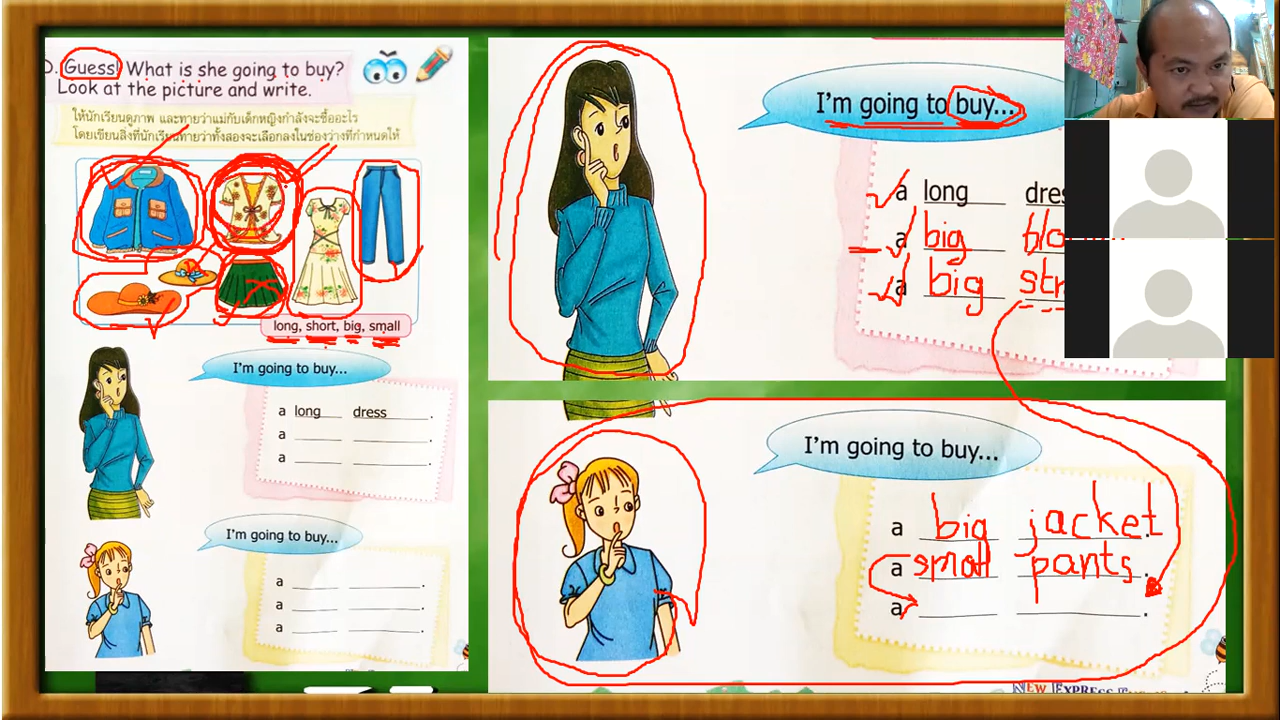 Guess! What is she going to buy?
Look at the picture and write.
ให้นักเรียนดูภาพ และทายว่าแม่กับเด็กหญิงกำลังจะซื้ออะไร
โดยเขียนสิ่งที่นักเรียนทายว่าทั้งสองจะเลือกลงในช่องว่างที่กำหนดให้
long, short, big, small
I'm going to buy...
a long dress.
a
a
I'm going to buy...
a
a
a
I'm going to buy...
a long
a big
a big
I'm going to buy...
a big jacket.
a small pants.
a
NEW EXPRESS